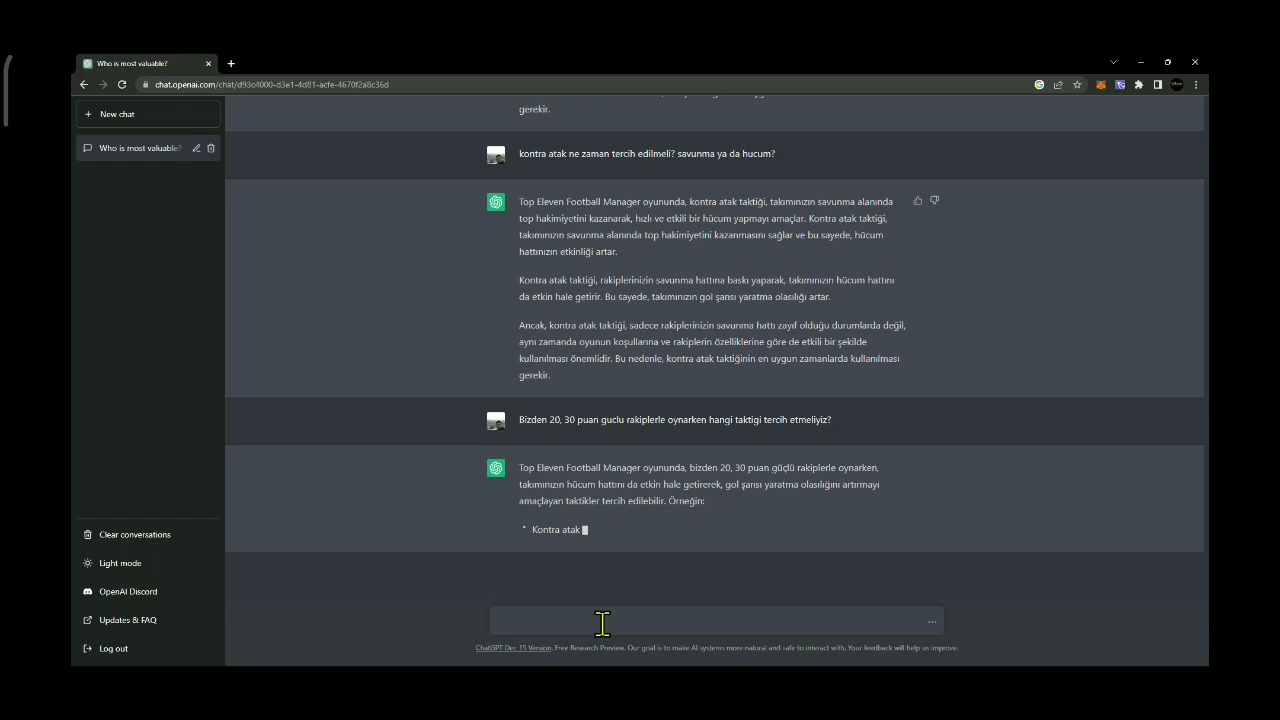 Who is most valuable?
chat.openai.com/chat/d93c4000-d3e1-4d81-acfe-4670f2a8c36d
New chat
Who is most valuable?
gerekir.
kontra atak ne zaman tercih edilmeli? savunma ya da hucum?
Top Eleven Football Manager oyununda, kontra atak taktiği, takımınızın savunma alanında
top hakimiyetini kazanarak, hızlı ve etkili bir hücum yapmayı amaçlar. Kontra atak taktiği,
takımınızın savunma alanında top hakimiyetini kazanmasını sağlar ve bu sayede, hücum
hattınızın etkinliği artar.
Kontra atak taktiği, rakiplerinizin savunma hattına baskı yaparak, takımınızın hücum hattını
da etkin hale getirir. Bu sayede, takımınızın gol şansı yaratma olasılığı artar.
Ancak, kontra atak taktiği, sadece rakiplerinizin savunma hattı zayıf olduğu durumlarda değil,
aynı zamanda oyunun koşullarına ve rakiplerin özelliklerine göre de etkili bir şekilde
kullanılması önemlidir. Bu nedenle, kontra atak taktiğinin en uygun zamanlarda kullanılması
gerekir.
Bizden 20, 30 puan guclu rakiplerle oynarken hangi taktigi tercih etmeliyiz?
Top Eleven Football Manager oyununda, bizden 20, 30 puan güçlü rakiplerle oynarken,
takımınızın hücum hattını da etkin hale getirerek, gol şansı yaratma olasılığını artırmayı
amaçlayan taktikler tercih edilebilir. Örneğin:
• Kontra atak
Clear conversations
Light mode
OpenAI Discord
Updates & FAQ
Log out
ChatGPT Dec 15 Version. Free Research Preview. Our goal is to make AI systems more natural and safe to interact with. Your feedback will help us improve.